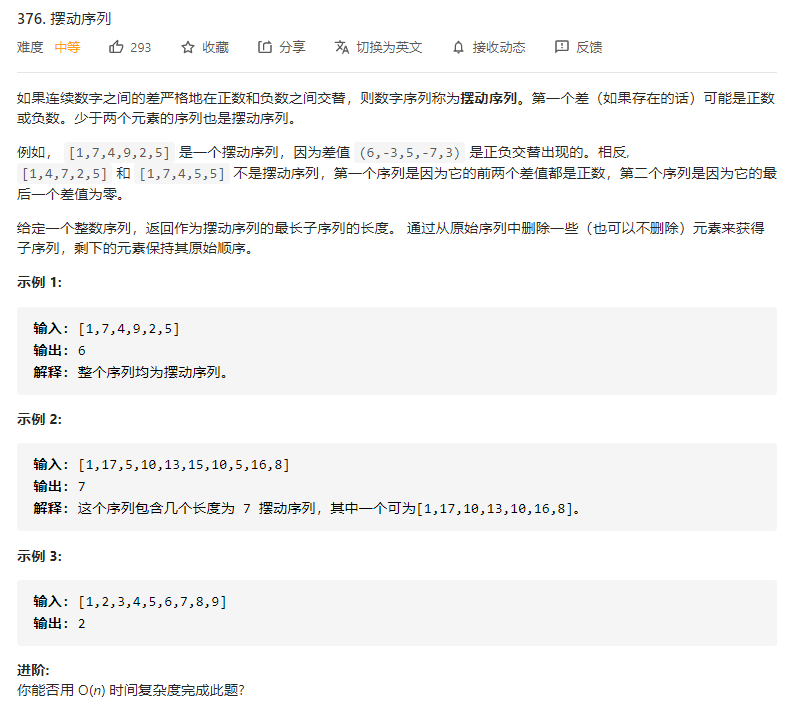 376. 摆动序列
难度 中等 293 收藏 分享 切换为英文 接收动态 反馈
如果连续数字之间的差严格地在正数和负数之间交替，则数字序列称为摆动序列。第一个差（如果存在的话）可能是正数
或负数。少于两个元素的序列也是摆动序列。
例如， [1,7,4,9,2,5] 是一个摆动序列，因为差值 (6,-3,5,-7,3) 是正负交替出现的。相反,
[1,4,7,2,5] 和 [1,7,4,5,5] 不是摆动序列，第一个序列是因为它的前两个差值都是正数，第二个序列是因为它的最
后一个差值为零。
给定一个整数序列，返回作为摆动序列的最长子序列的长度。 通过从原始序列中删除一些（也可以不删除）元素来获得
子序列，剩下的元素保持其原始顺序。
示例 1:
输入: [1,7,4,9,2,5]
输出: 6
解释: 整个序列均为摆动序列。
示例 2:
输入: [1,17,5,10,13,15,10,5,16,8]
输出: 7
解释: 这个序列包含几个长度为 7 摆动序列，其中一个可为[1,17,10,13,10,16,8]。
示例 3:
输入: [1,2,3,4,5,6,7,8,9]
输出: 2
进阶:
你能否用 O(n) 时间复杂度完成此题?